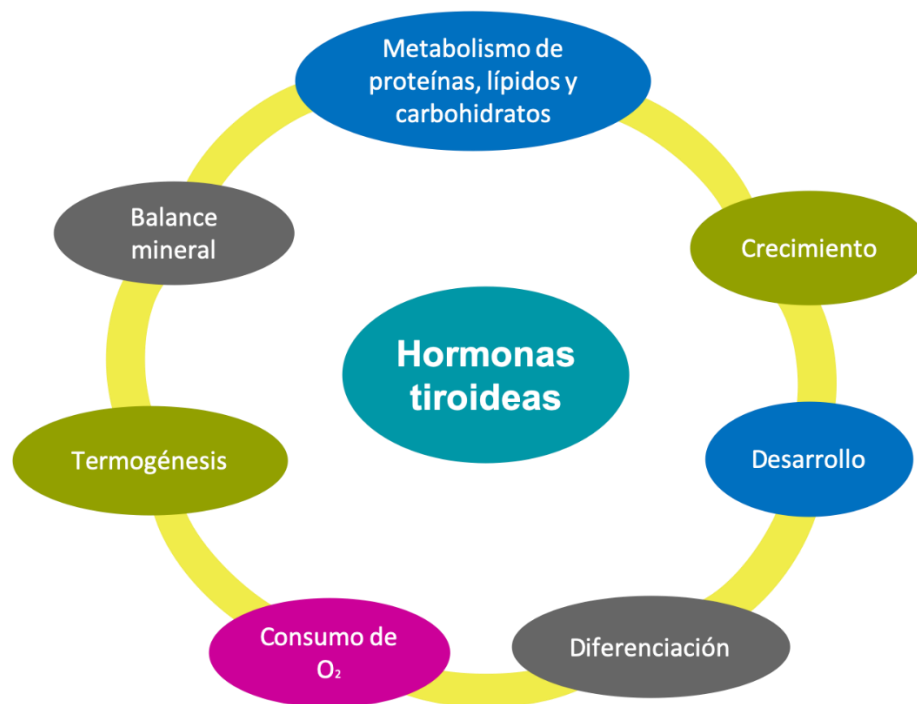 Metabolismo de
proteínas, lípidos y
carbohidratos
Balance
mineral
Crecimiento
Hormonas
tiroideas
Termogénesis
Desarrollo
Consumo de
O₂
Diferenciación